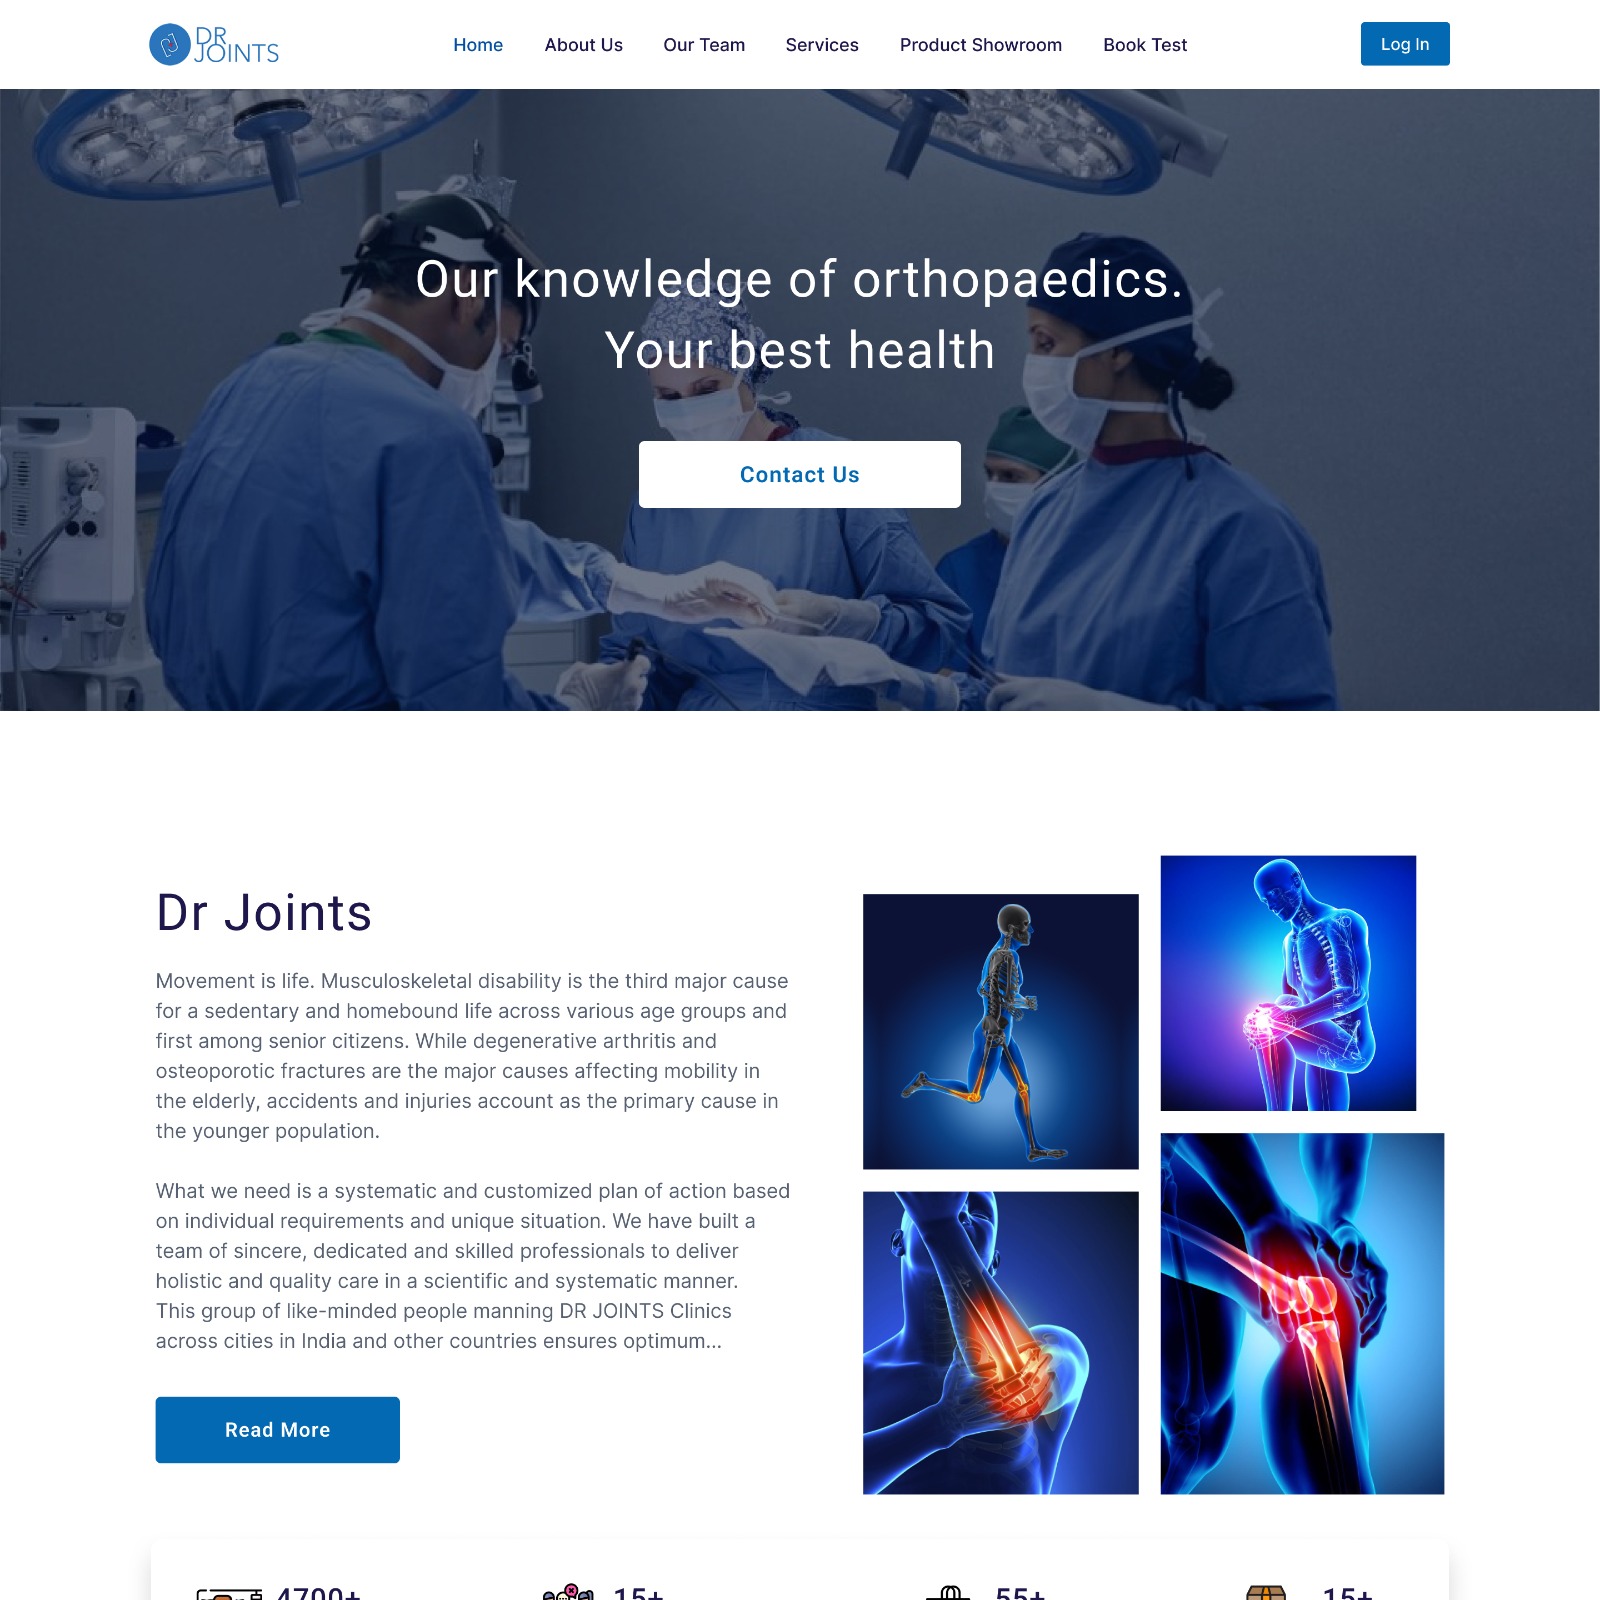 DR
JOINTS
Home
About Us
Our Team
Services
Product Showroom
Book Test
Log In
Our knowledge of orthopaedics.
Your best health
Contact Us
Dr Joints
Movement is life. Musculoskeletal disability is the third major cause
for a sedentary and homebound life across various age groups and
first among senior citizens. While degenerative arthritis and
osteoporotic fractures are the major causes affecting mobility in
the elderly, accidents and injuries account as the primary cause in
the younger population.
What we need is a systematic and customized plan of action based
on individual requirements and unique situation. We have built a
team of sincere, dedicated and skilled professionals to deliver
holistic and quality care in a scientific and systematic manner.
This group of like-minded people manning DR JOINTS Clinics
across cities in India and other countries ensures optimum...
Read More
4700+
15+
55+
15+